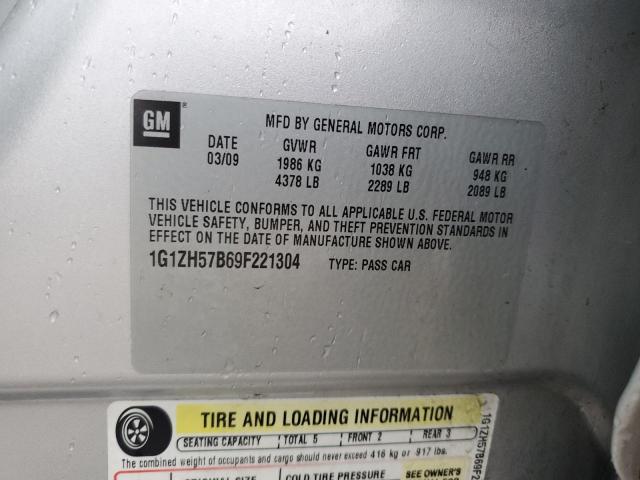 GM
MFD BY GENERAL MOTORS CORP.
DATE GVWR GAWR FRT GAWR RR
03/09 1986 KG 1038 KG 948 KG
4378 LB 2289 LB 2089 LB
THIS VEHICLE CONFORMS TO ALL APPLICABLE U.S. FEDERAL MOTOR
VEHICLE SAFETY, BUMPER, AND THEFT PREVENTION STANDARDS IN
EFFECT ON THE DATE OF MANUFACTURE SHOWN ABOVE.
1G1ZH57B69F221304 TYPE: PASS CAR
TIRE AND LOADING INFORMATION
SEATING CAPACITY TOTAL 5 FRONT 2 REAR 3
The combined weight of occupants and cargo should never exceed 416 kg or 917 lbs.
COLD TIRE PRESSURE SEE OWNER'S
1G1ZH57B69F2